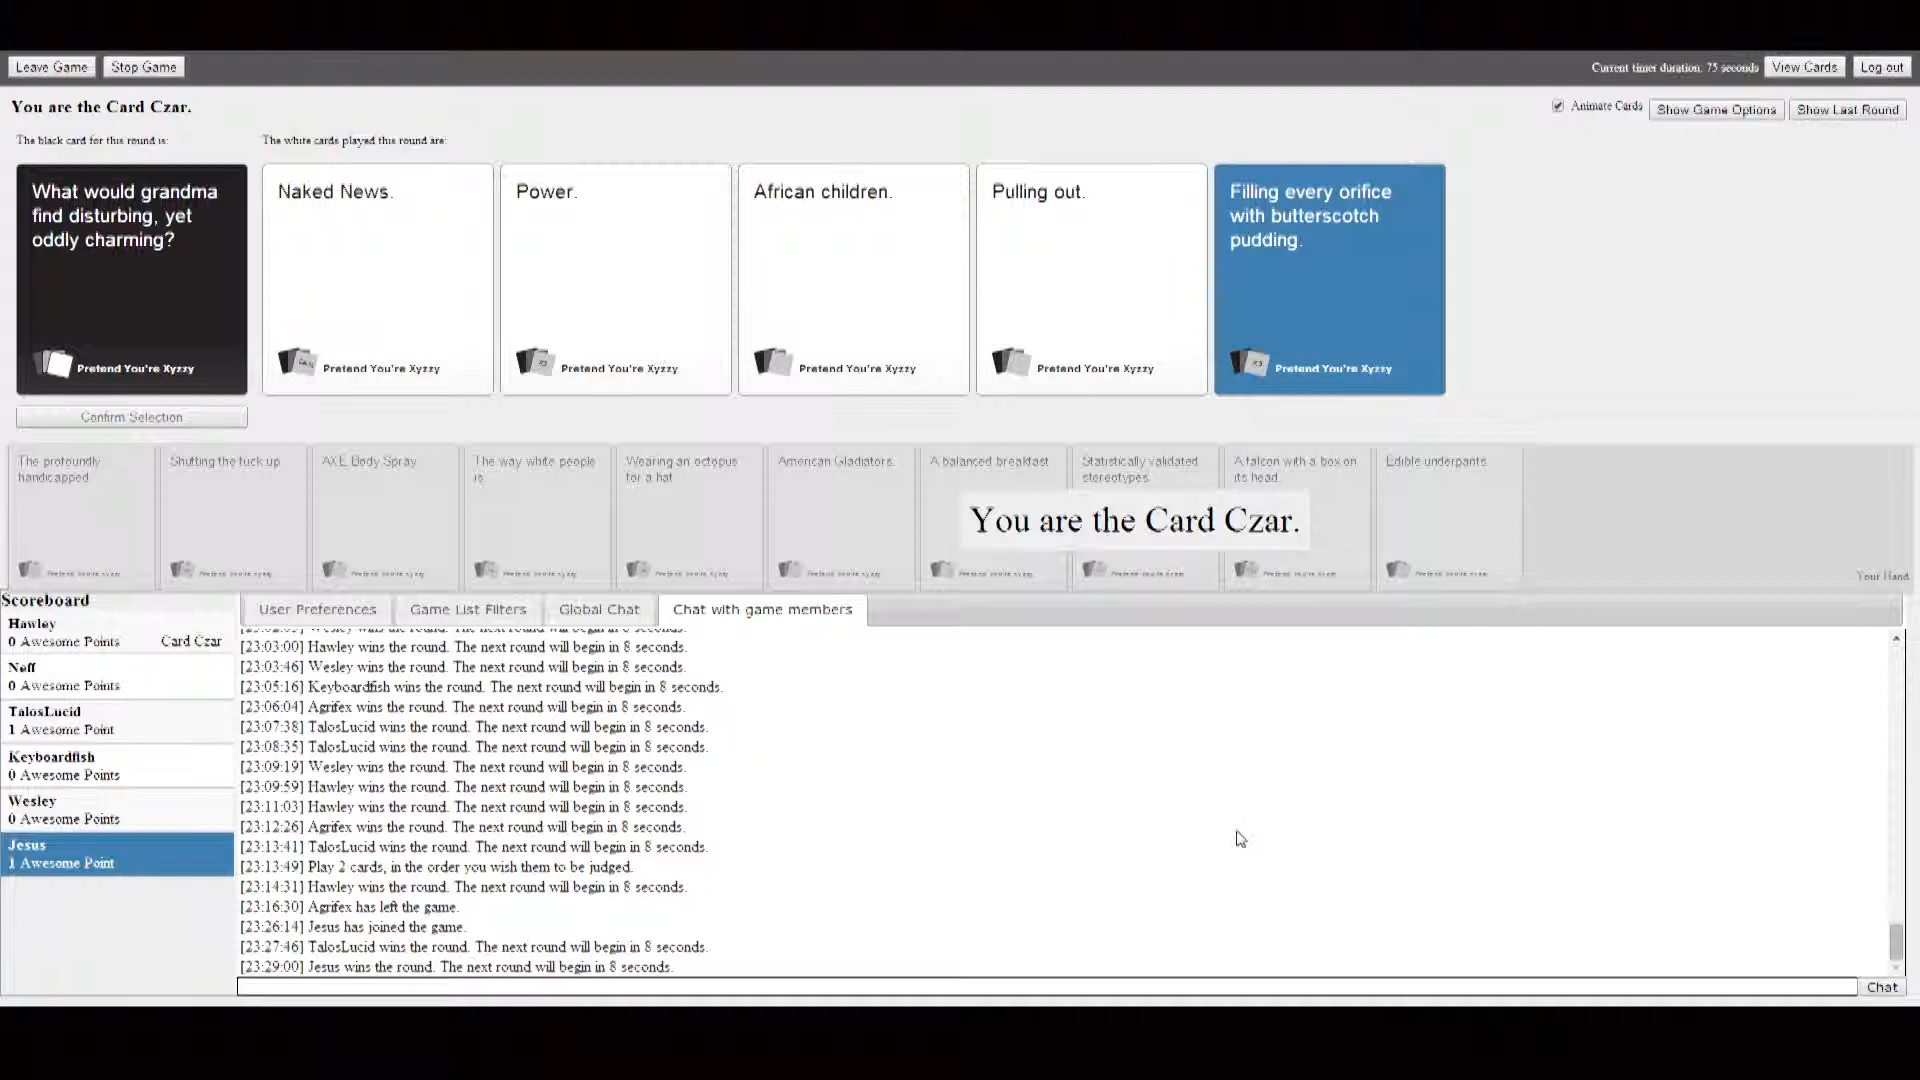 Leave Game
Stop Game
Current timer duration: 75 seconds
View Cards
Log out
You are the Card Czar.
Animate Cards
Show Game Options
Show Last Round
The black card for this round is:
The white cards played this round are:
What would grandma
find disturbing, yet
oddly charming?
Pretend You're Xyzzy
Naked News.
Pretend You're Xyzzy
Power.
Pretend You're Xyzzy
African children.
Pretend You're Xyzzy
Pulling out.
Pretend You're Xyzzy
Filling every orifice
with butterscotch
pudding.
Pretend You're Xyzzy
Confirm Selection
The profoundly
handicapped.
Shutting the fuck up.
AXE Body Spray
The way white people
is.
Wearing an octopus
for a hat.
American Gladiators.
A balanced breakfast
Statistically validated
stereotypes.
A falcon with a box on
its head.
Edible underpants.
You are the Card Czar.
Your Hand
Scoreboard
Hawley
0 Awesome Points Card Czar
Neff
0 Awesome Points
TalosLucid
1 Awesome Point
Keyboardfish
0 Awesome Points
Wesley
0 Awesome Points
Jesus
1 Awesome Point
User Preferences
Game List Filters
Global Chat
Chat with game members
[23:02:05] Wesley wins the round. The next round will begin in 8 seconds.
[23:03:00] Hawley wins the round. The next round will begin in 8 seconds.
[23:03:46] Wesley wins the round. The next round will begin in 8 seconds.
[23:05:16] Keyboardfish wins the round. The next round will begin in 8 seconds.
[23:06:04] Agrifex wins the round. The next round will begin in 8 seconds.
[23:07:38] TalosLucid wins the round. The next round will begin in 8 seconds.
[23:08:35] TalosLucid wins the round. The next round will begin in 8 seconds.
[23:09:19] Wesley wins the round. The next round will begin in 8 seconds.
[23:09:59] Hawley wins the round. The next round will begin in 8 seconds.
[23:11:03] Hawley wins the round. The next round will begin in 8 seconds.
[23:12:26] Agrifex wins the round. The next round will begin in 8 seconds.
[23:13:41] TalosLucid wins the round. The next round will begin in 8 seconds.
[23:13:49] Play 2 cards, in the order you wish them to be judged.
[23:14:31] Hawley wins the round. The next round will begin in 8 seconds.
[23:16:30] Agrifex has left the game.
[23:26:14] Jesus has joined the game.
[23:27:46] TalosLucid wins the round. The next round will begin in 8 seconds.
[23:29:00] Jesus wins the round. The next round will begin in 8 seconds.
Chat